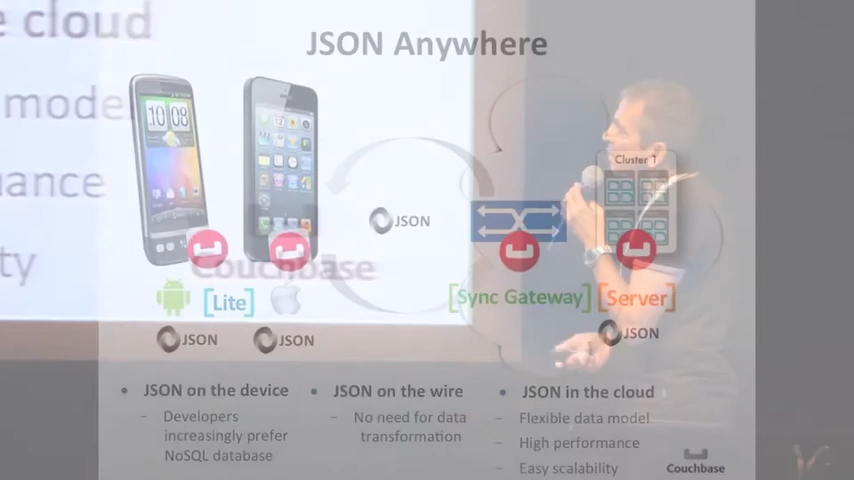 e cloud
JSON Anywhere
model
10 08
Cluster 1
uance
JSON
ty
Couchbase
[Lite]
[Sync Gateway]
[Server]
JSON
JSON
JSON
• JSON on the device
– Developers
increasingly prefer
NoSQL database
• JSON on the wire
– No need for data
transformation
• JSON in the cloud
– Flexible data model
– High performance
– Easy scalability
Couchbase